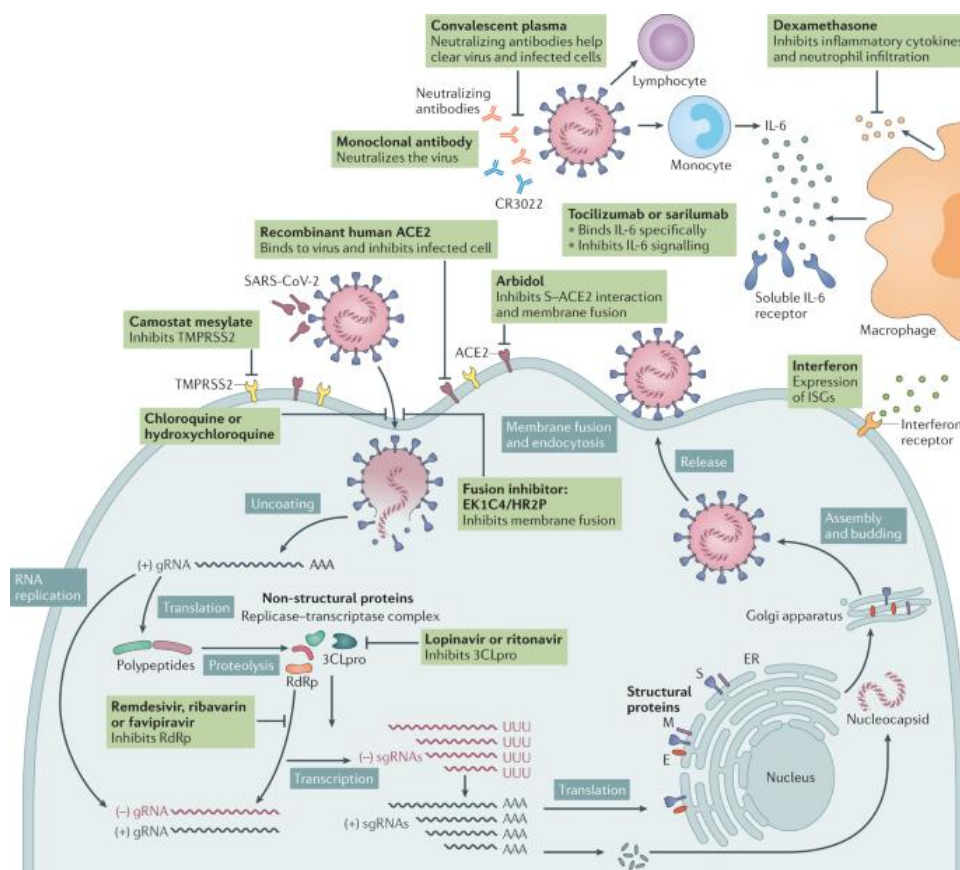 Convalescent plasma
Neutralizing antibodies help
clear virus and infected cells
Dexamethasone
Inhibits inflammatory cytokines
and neutrophil infiltration
Lymphocyte
Neutralizing
antibodies
Monoclonal antibody
Neutralizes the virus
CR3022
Monocyte
IL-6
Tocilizumab or sarilumab
• Binds IL-6 specifically
• Inhibits IL-6 signalling
Soluble IL-6
receptor
Macrophage
Recombinant human ACE2
Binds to virus and inhibits infected cell
SARS-CoV-2
Arbidol
Inhibits S–ACE2 interaction
and membrane fusion
Camostat mesylate
Inhibits TMPRSS2
ACE2
TMPRSS2
Interferon
Expression
of ISGs
Interferon
receptor
Chloroquine or
hydroxychloroquine
Membrane fusion
and endocytosis
Release
Fusion inhibitor:
EK1C4/HR2P
Inhibits membrane fusion
Uncoating
Assembly
and budding
(+) gRNA
AAA
RNA
replication
Translation
Non-structural proteins
Replicase–transcriptase complex
Golgi apparatus
Polypeptides
Proteolysis
3CLpro
RdRp
Lopinavir or ritonavir
Inhibits 3CLpro
ER
S
Structural
proteins
M
E
Nucleocapsid
Nucleus
Remdesivir, ribavarin
or favipiravir
Inhibits RdRp
Transcription
(–) sgRNAs
UUU
UUU
UUU
UUU
Translation
(–) gRNA
(+) gRNA
(+) sgRNAs
AAA
AAA
AAA
AAA